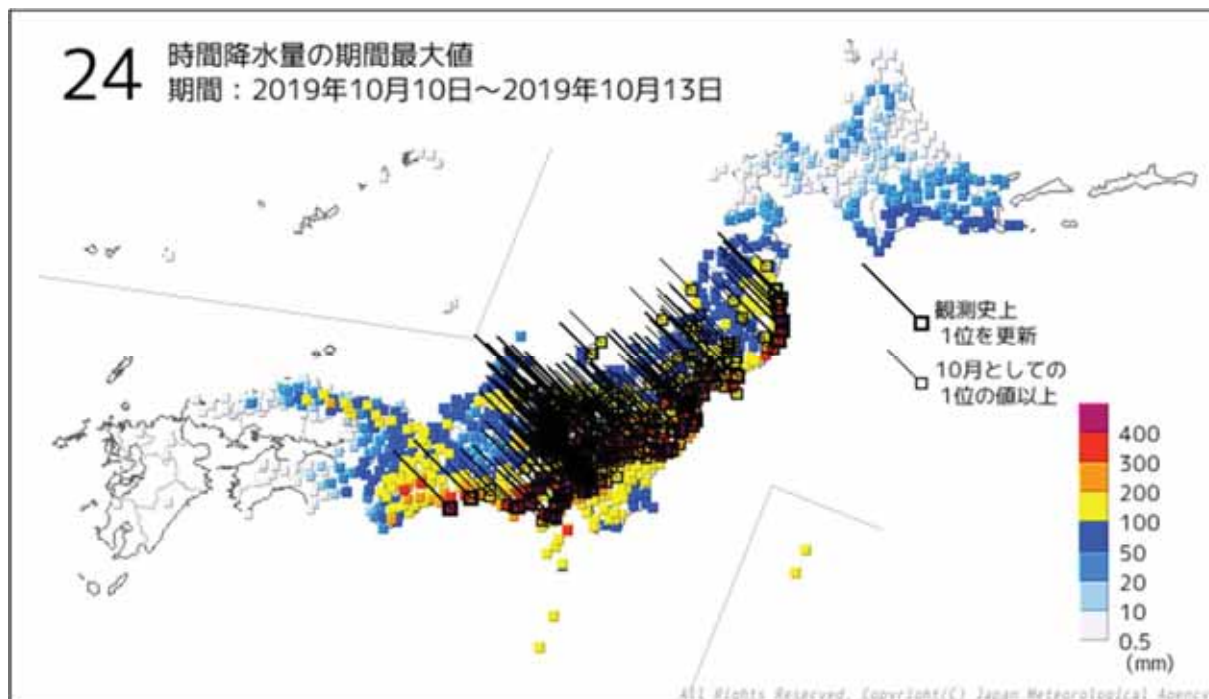 24
時間降水量の期間最大値
期間：2019年10月10日～2019年10月13日
観測史上
1位を更新
10月としての
1位の値以上
400
300
200
100
50
20
10
0.5
(mm)
All Rights Reserved, Copyright(C) Japan Meteorological Agency